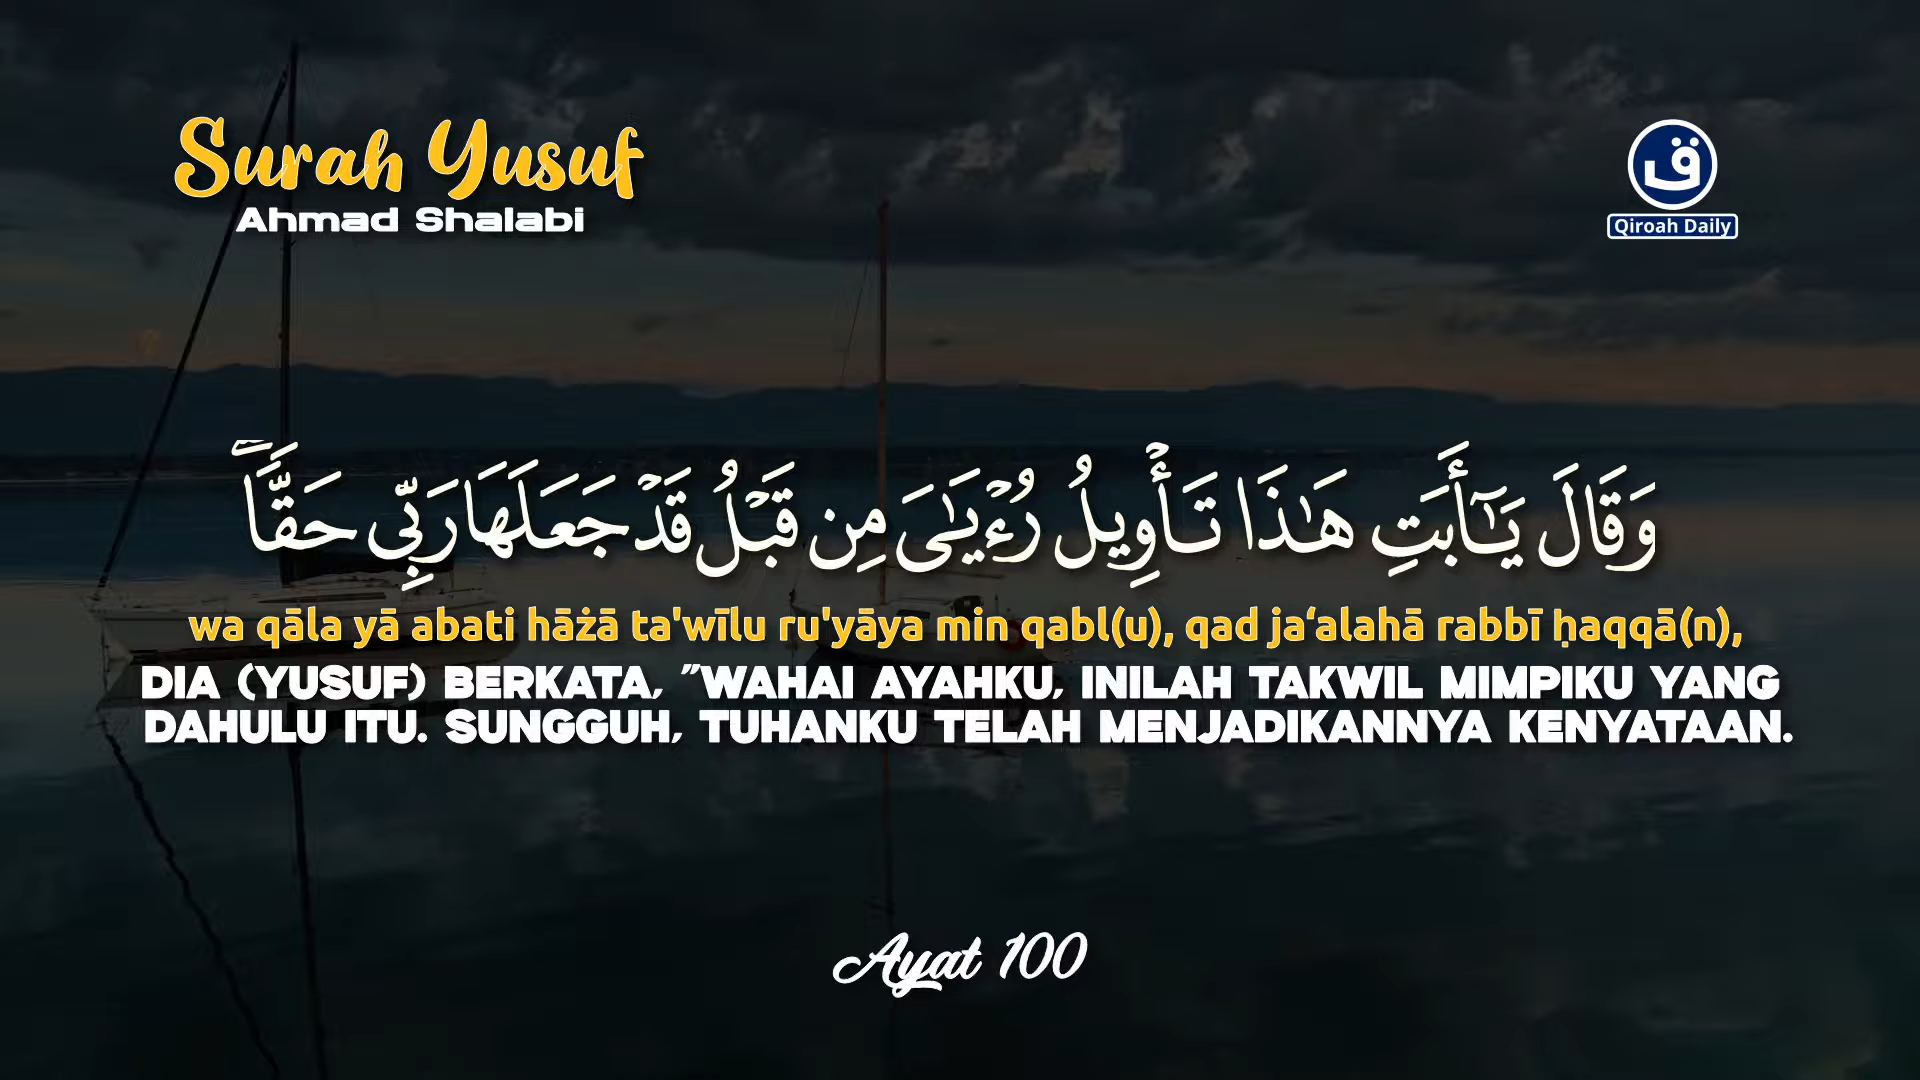 Surah Yusuf
Ahmad Shalabi
ق
Qiroah Daily
وَقَالَ يَـٰٓأَبَتِ هَـٰذَا تَأْوِيلُ رُءْيَـٰىَ مِن قَبْلُ قَدْ جَعَلَهَا رَبِّى حَقًّاۖ
wa qāla yā abati hāżā ta'wīlu ru'yāya min qabl(u), qad ja‘alahā rabbī ḥaqqā(n),
DIA (YUSUF) BERKATA, "WAHAI AYAHKU, INILAH TAKWIL MIMPIKU YANG
DAHULU ITU. SUNGGUH, TUHANKU TELAH MENJADIKANNYA KENYATAAN.
Ayat 100